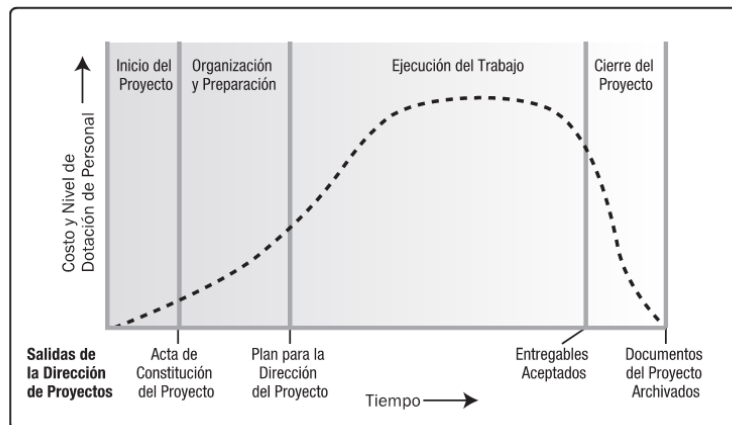 Inicio del
Proyecto
Organización
y Preparación
Ejecución del Trabajo
Cierre del
Proyecto
Costo y Nivel de
Dotación de Personal
Salidas de
la Dirección
de Proyectos
Acta de
Constitución
del Proyecto
Plan para la
Dirección
del Proyecto
Entregables
Aceptados
Documentos
del Proyecto
Archivados
Tiempo